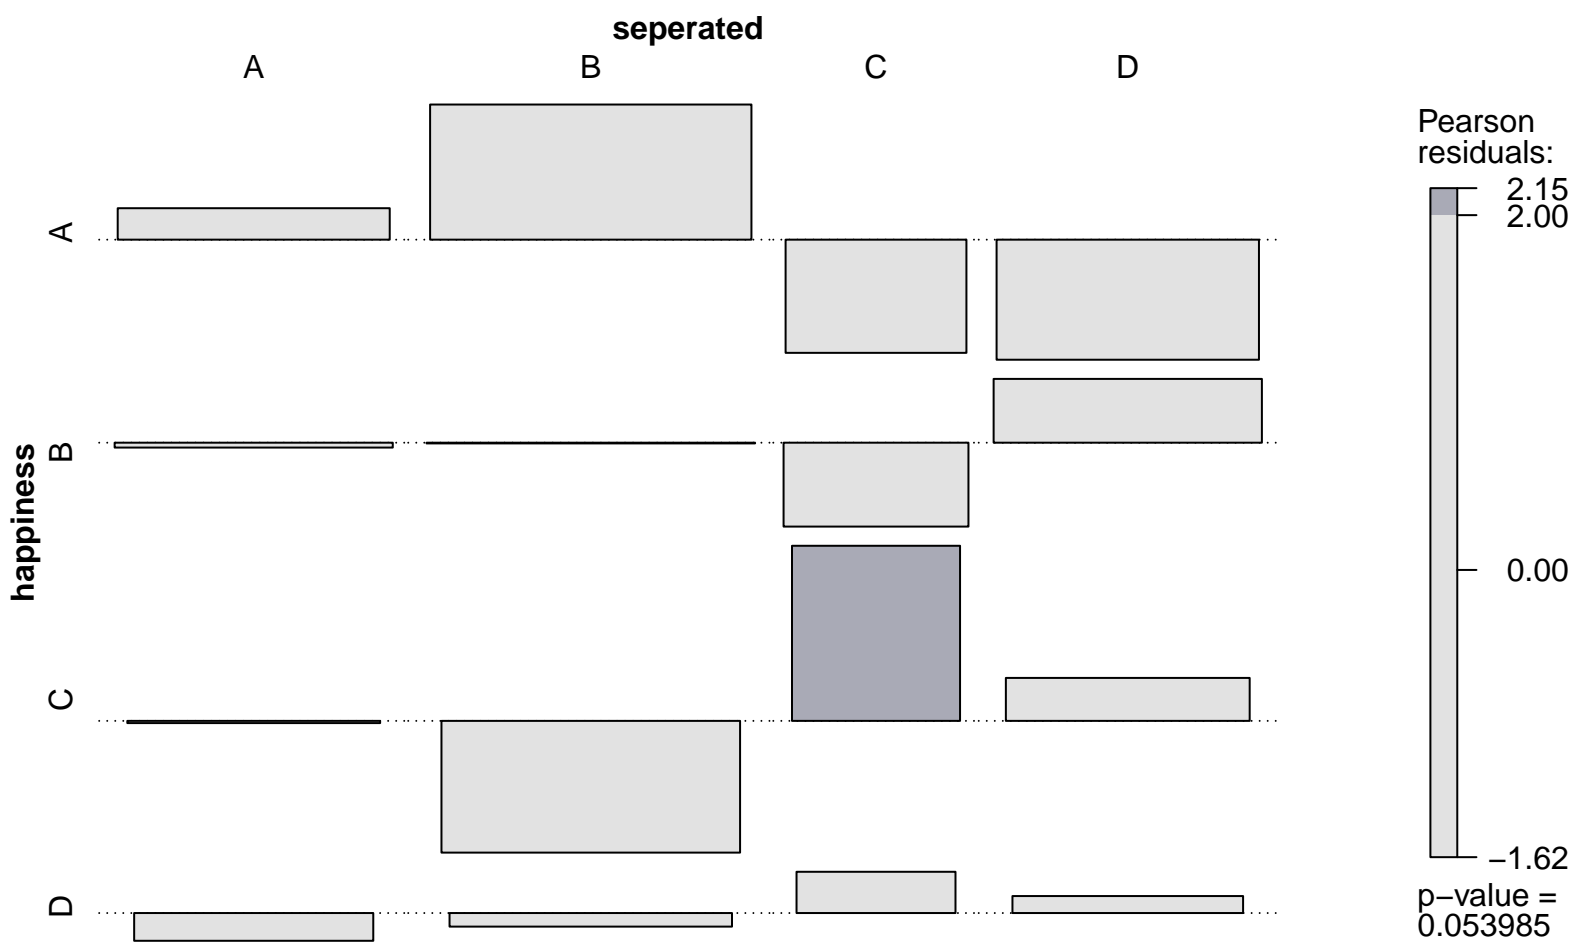 seperated
A
B
C
D
happiness
A
B
C
D
Pearson
residuals:
2.15
2.00
0.00
−1.62
p−value =
0.053985